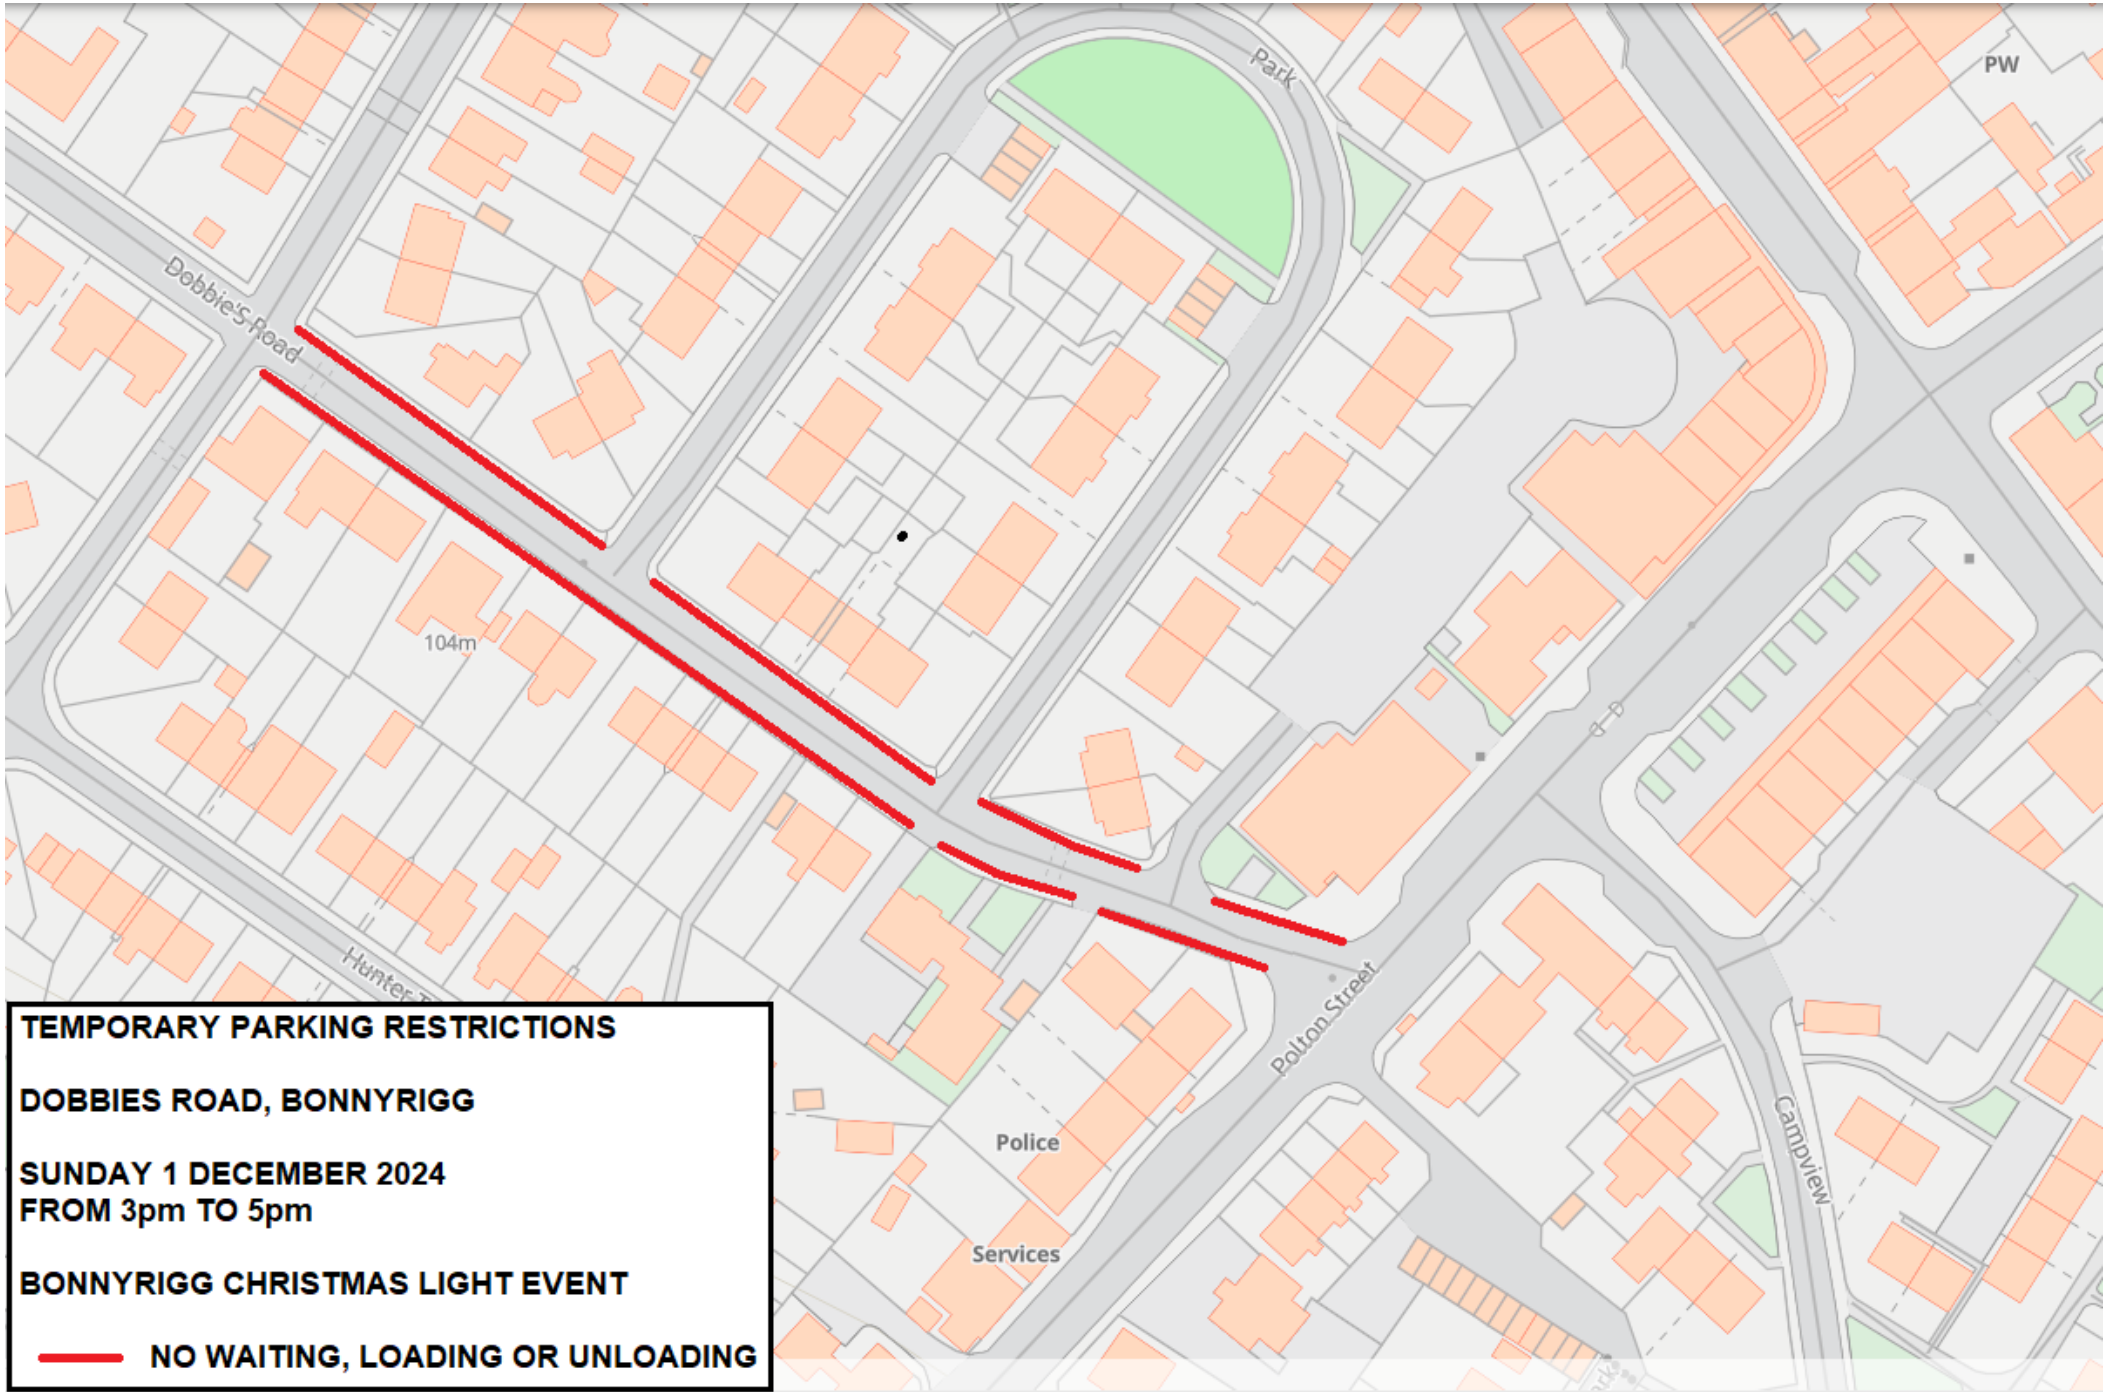 Park
PW
Dobbie'S Road
104m
Hunter T
Polton Street
Campview
Police
Services
TEMPORARY PARKING RESTRICTIONS
DOBBIES ROAD, BONNYRIGG
SUNDAY 1 DECEMBER 2024
FROM 3pm TO 5pm
BONNYRIGG CHRISTMAS LIGHT EVENT
NO WAITING, LOADING OR UNLOADING